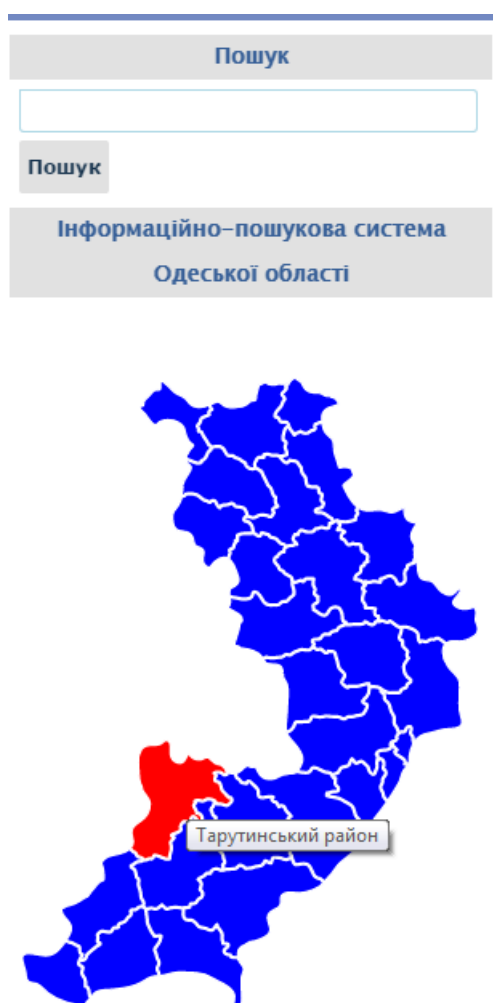 Пошук
Пошук
Інформаційно-пошукова система
Одеської області
Тарутинський район